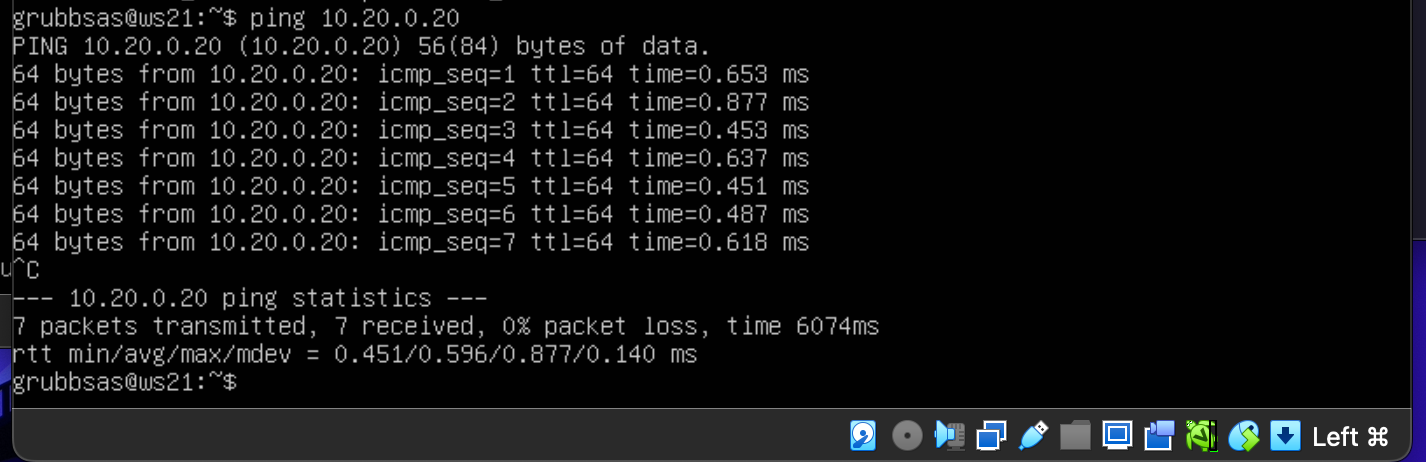 grubbsas@ws21:~$ ping 10.20.0.20
PING 10.20.0.20 (10.20.0.20) 56(84) bytes of data.
64 bytes from 10.20.0.20: icmp_seq=1 ttl=64 time=0.653 ms
64 bytes from 10.20.0.20: icmp_seq=2 ttl=64 time=0.877 ms
64 bytes from 10.20.0.20: icmp_seq=3 ttl=64 time=0.453 ms
64 bytes from 10.20.0.20: icmp_seq=4 ttl=64 time=0.637 ms
64 bytes from 10.20.0.20: icmp_seq=5 ttl=64 time=0.451 ms
64 bytes from 10.20.0.20: icmp_seq=6 ttl=64 time=0.487 ms
64 bytes from 10.20.0.20: icmp_seq=7 ttl=64 time=0.618 ms
^C
--- 10.20.0.20 ping statistics ---
7 packets transmitted, 7 received, 0% packet loss, time 6074ms
rtt min/avg/max/mdev = 0.451/0.596/0.877/0.140 ms
grubbsas@ws21:~$
Left ⌘